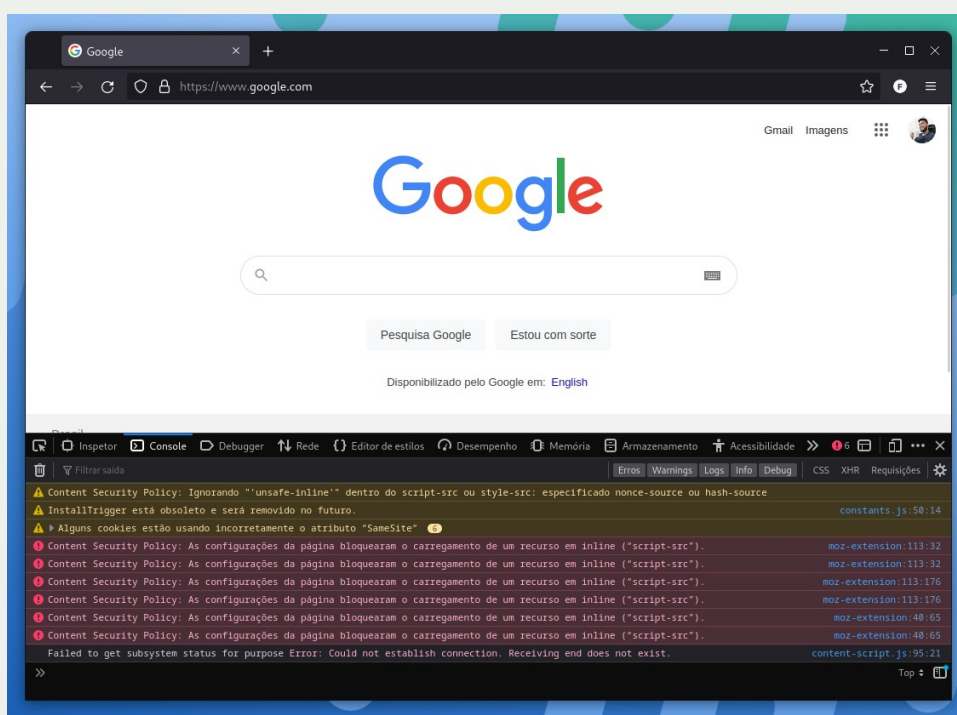 Google
https://www.google.com
F
Gmail Imagens
Google
Pesquisa Google Estou com sorte
Disponibilizado pelo Google em: English
Brasil
Inspetor Console Debugger Rede {} Editor de estilos Desempenho Memória Armazenamento Acessibilidade 6
Filtrar saída Erros Warnings Logs Info Debug CSS XHR Requisições
Content Security Policy: Ignorando "'unsafe-inline'" dentro do script-src ou style-src: especificado nonce-source ou hash-source
InstallTrigger está obsoleto e será removido no futuro. constants.js:50:14
Alguns cookies estão usando incorretamente o atributo "SameSite" 6
Content Security Policy: As configurações da página bloquearam o carregamento de um recurso em inline ("script-src"). moz-extension:113:32
Content Security Policy: As configurações da página bloquearam o carregamento de um recurso em inline ("script-src"). moz-extension:113:32
Content Security Policy: As configurações da página bloquearam o carregamento de um recurso em inline ("script-src"). moz-extension:113:176
Content Security Policy: As configurações da página bloquearam o carregamento de um recurso em inline ("script-src"). moz-extension:113:176
Content Security Policy: As configurações da página bloquearam o carregamento de um recurso em inline ("script-src"). moz-extension:40:65
Content Security Policy: As configurações da página bloquearam o carregamento de um recurso em inline ("script-src"). moz-extension:40:65
Failed to get subsystem status for purpose Error: Could not establish connection. Receiving end does not exist. content-script.js:95:21
Top